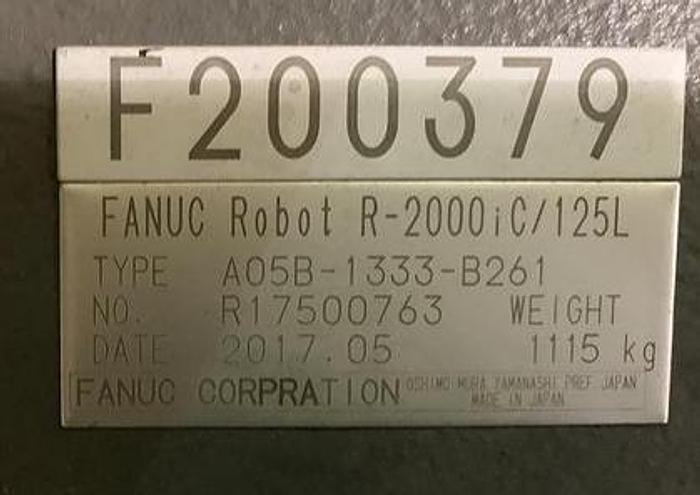 F200379
FANUC Robot R-2000iC/125L
TYPE A05B-1333-B261
NO. R17500763 WEIGHT
DATE 2017.05 1115 kg
FANUC CORPRATION OSHIMO MURA YAMANASHI PREF JAPAN
MADE IN JAPAN